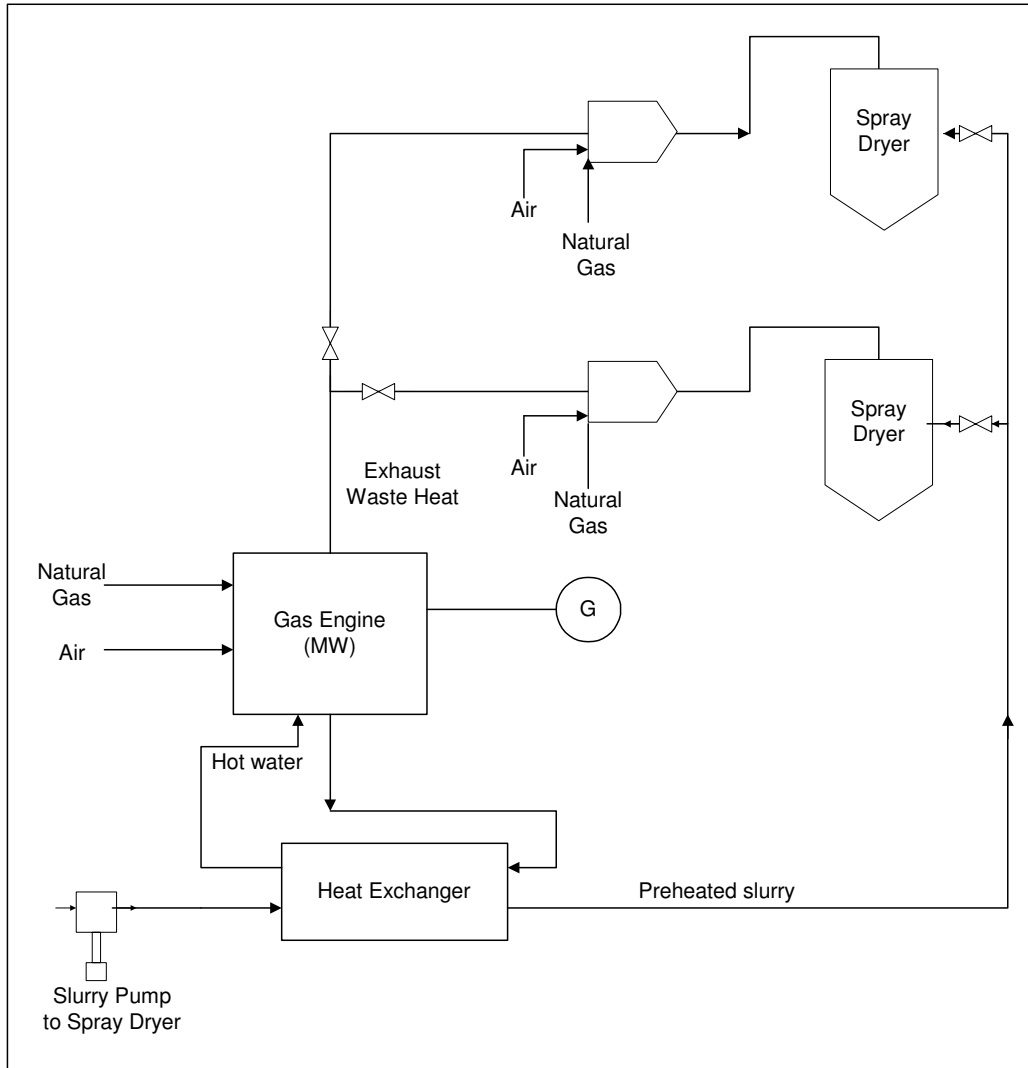 Spray
Dryer
Air
Natural
Gas
Spray
Dryer
Air
Natural
Gas
Exhaust
Waste Heat
Natural
Gas
Air
Gas Engine
(MW)
G
Hot water
Heat Exchanger
Preheated slurry
Slurry Pump
to Spray Dryer